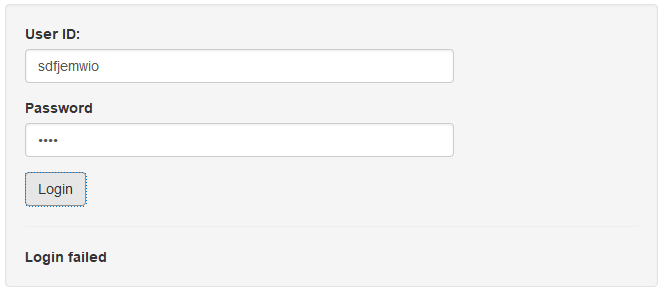 User ID:
sdfjemwio
Password
••••
Login
Login failed